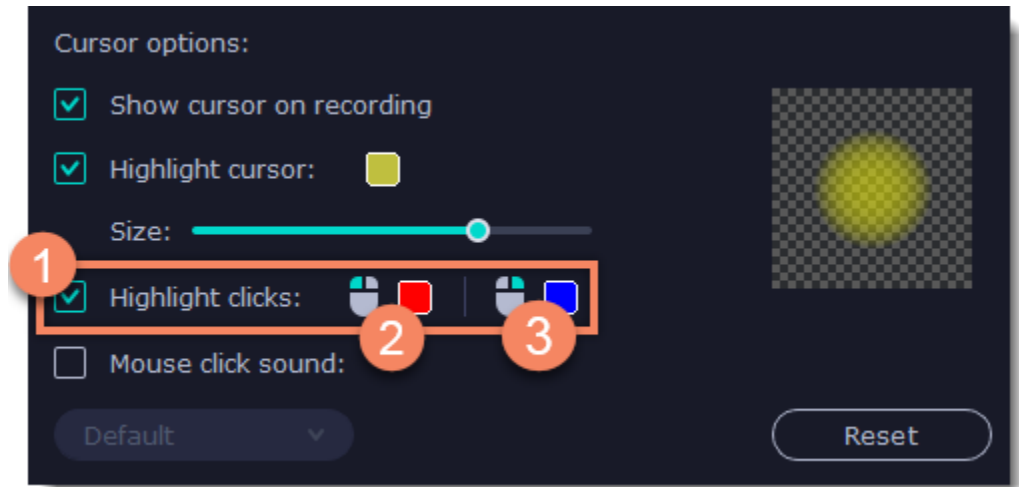 Cursor options:
Show cursor on recording
Highlight cursor:
Size:
1
Highlight clicks:
2
3
Mouse click sound:
Default
Reset